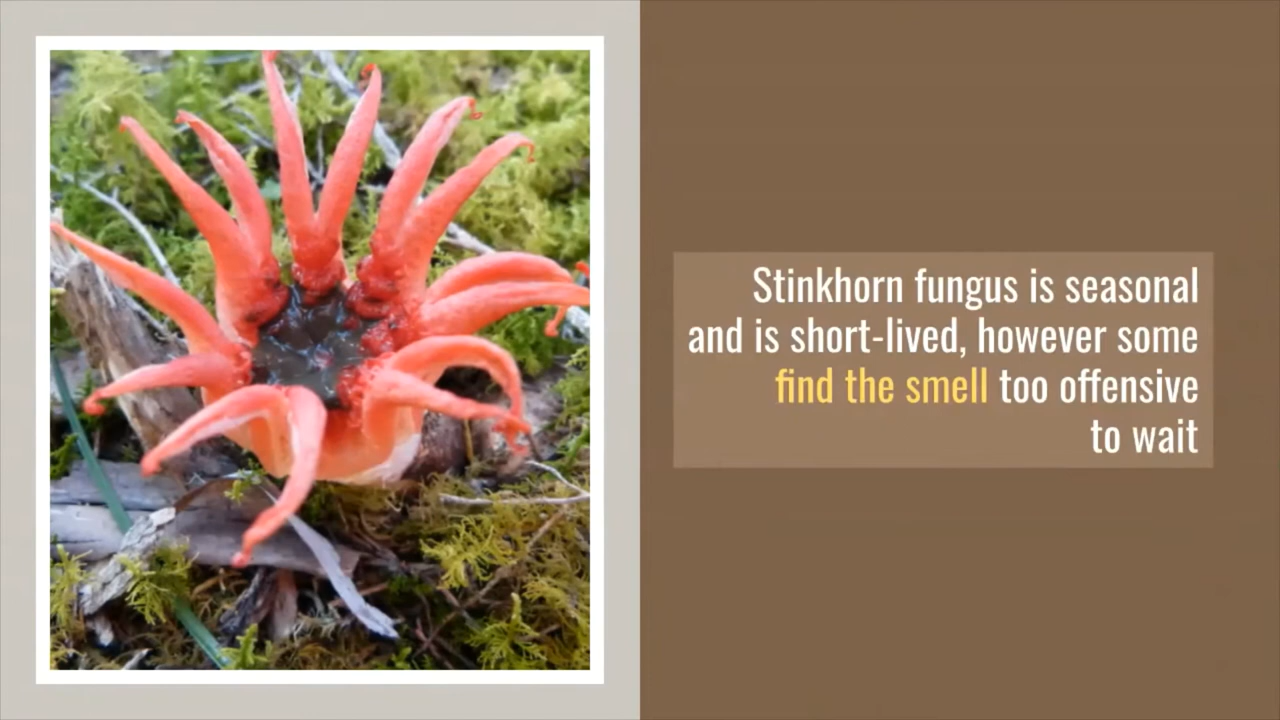 Stinkhorn fungus is seasonal
and is short-lived, however some
find the smell too offensive
to wait